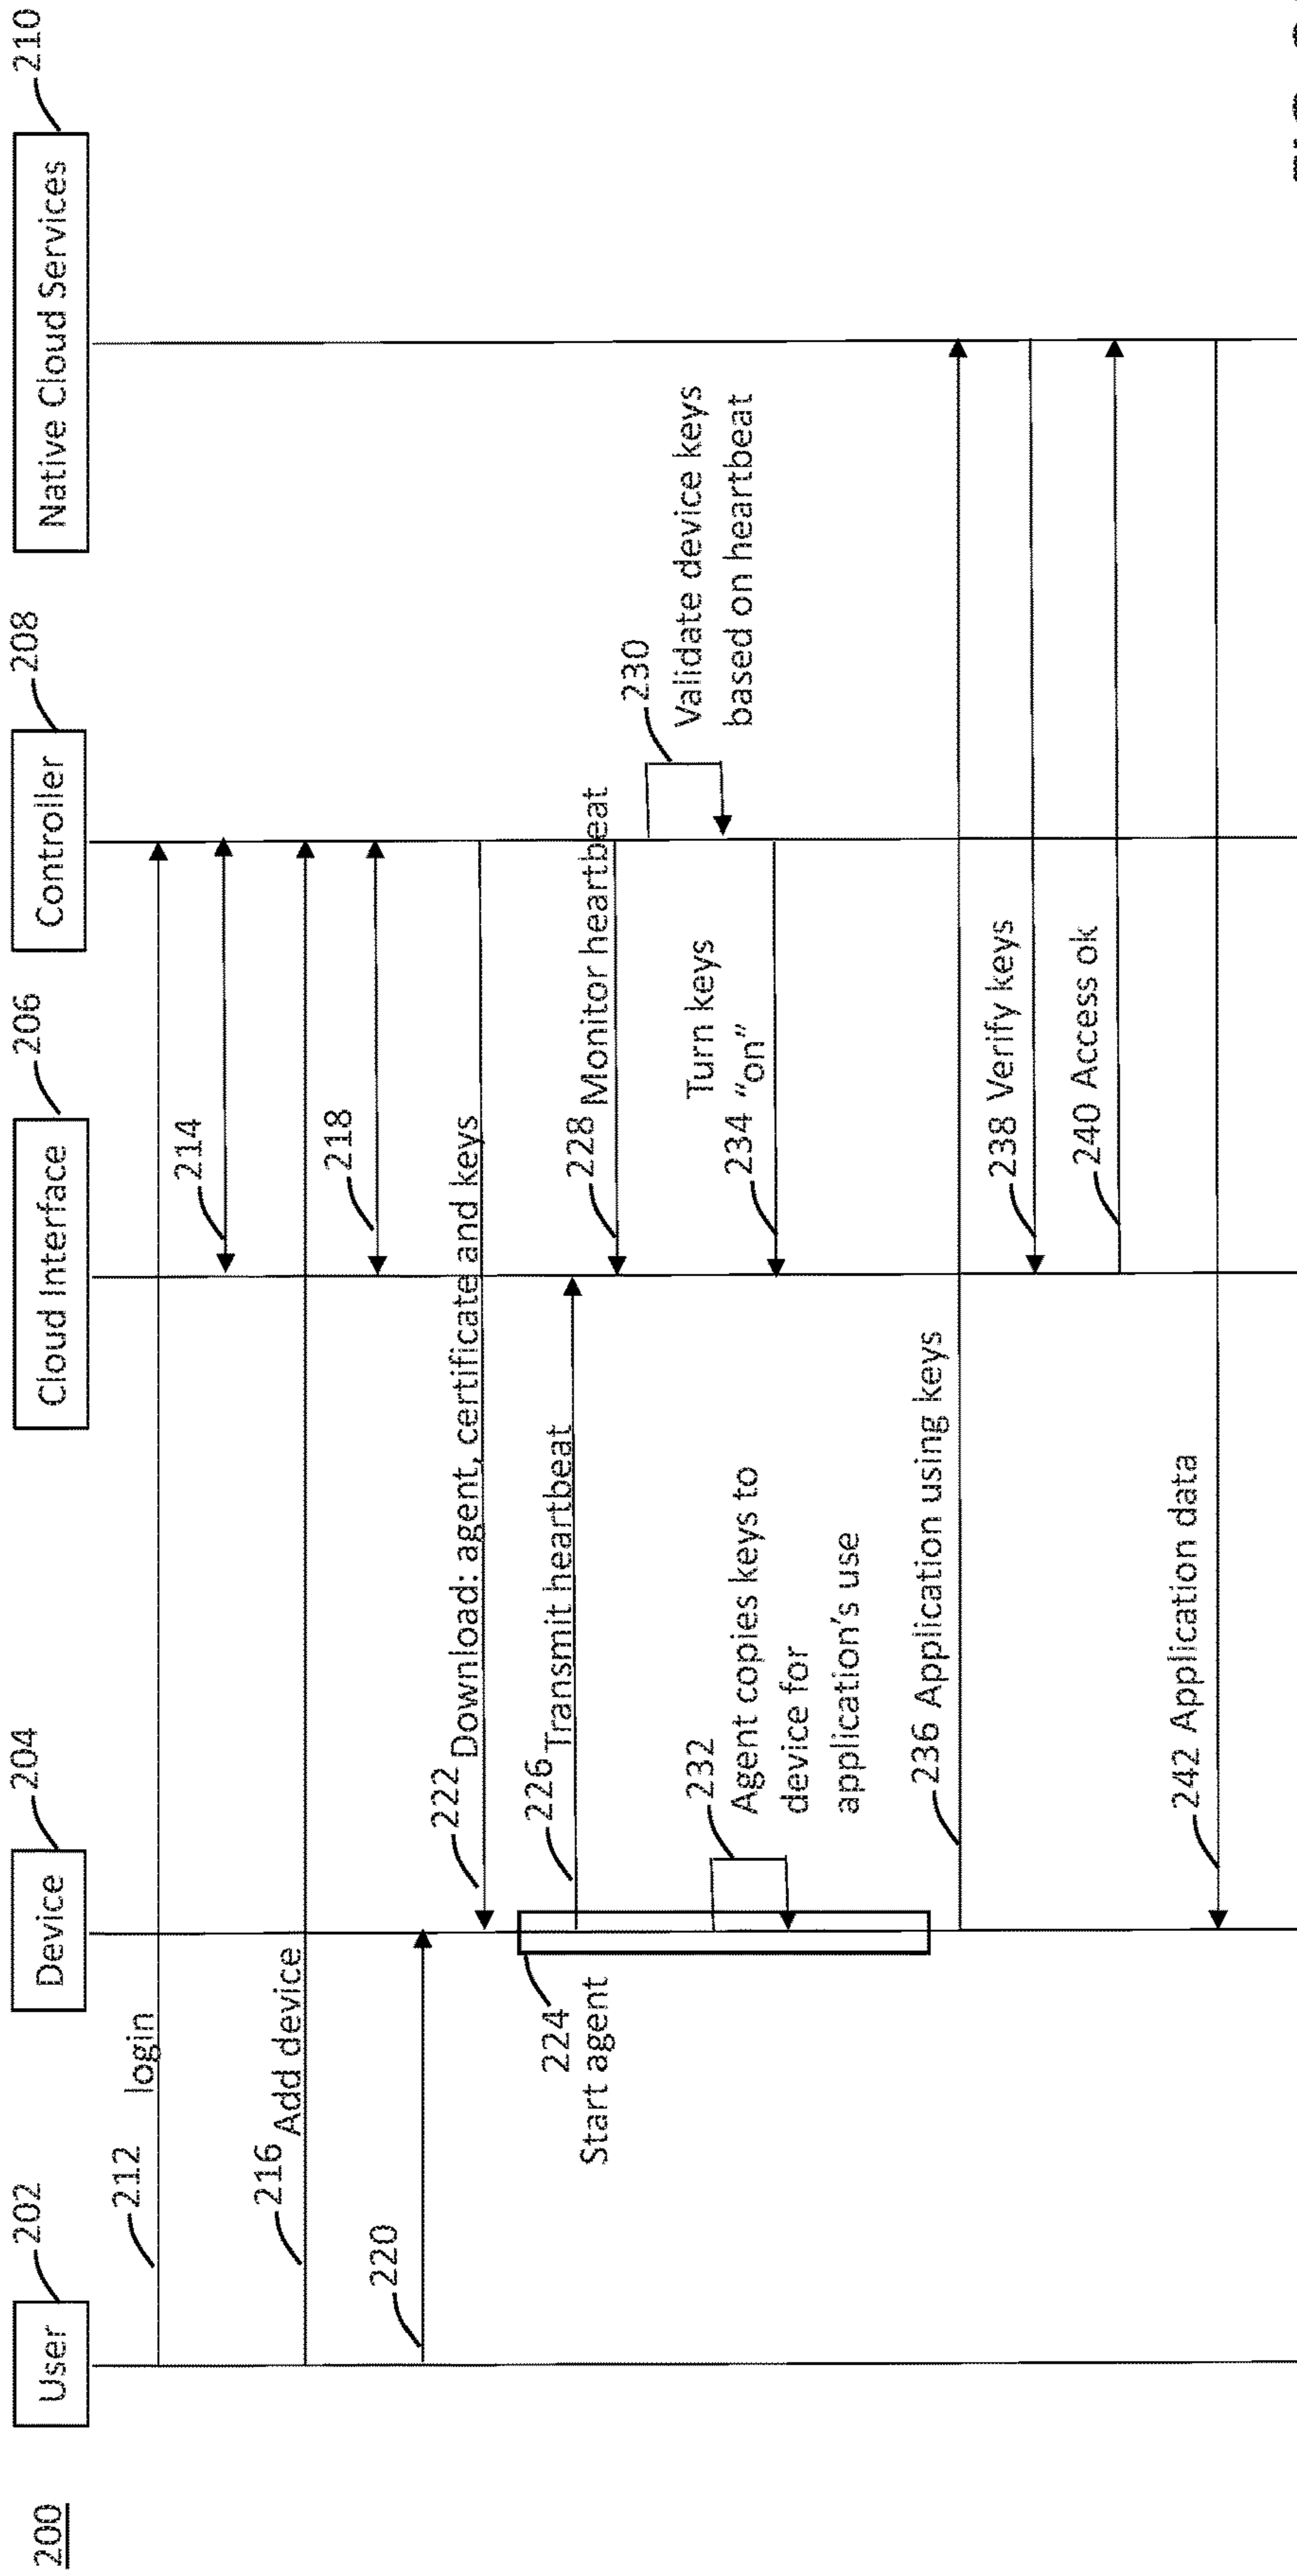 200
202
User
204
Device
206
Cloud Interface
208
Controller
210
Native Cloud Services
212
login
214
216
Add device
218
220
222
Download: agent, certificate and keys
224
Start agent
226
Transmit heartbeat
228
Monitor heartbeat
230
Validate device keys
based on heartbeat
232
Agent copies keys to
device for
application's use
Turn keys
234 "on"
236 Application using keys
238 Verify keys
240 Access ok
242 Application data